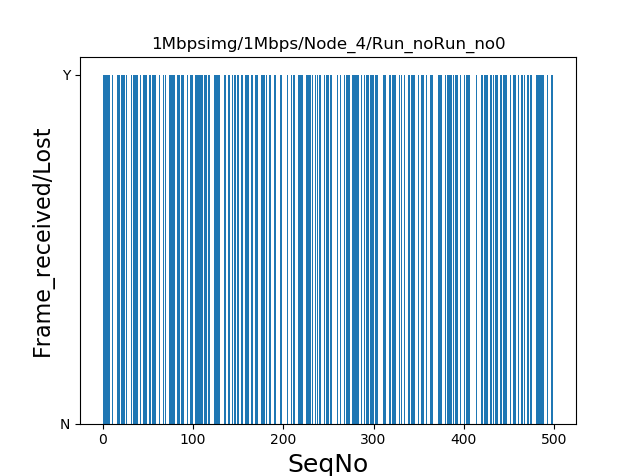 1Mbpsimg/1Mbps/Node_4/Run_noRun_no0
Y
Frame_received/Lost
N
0 100 200 300 400 500
SeqNo